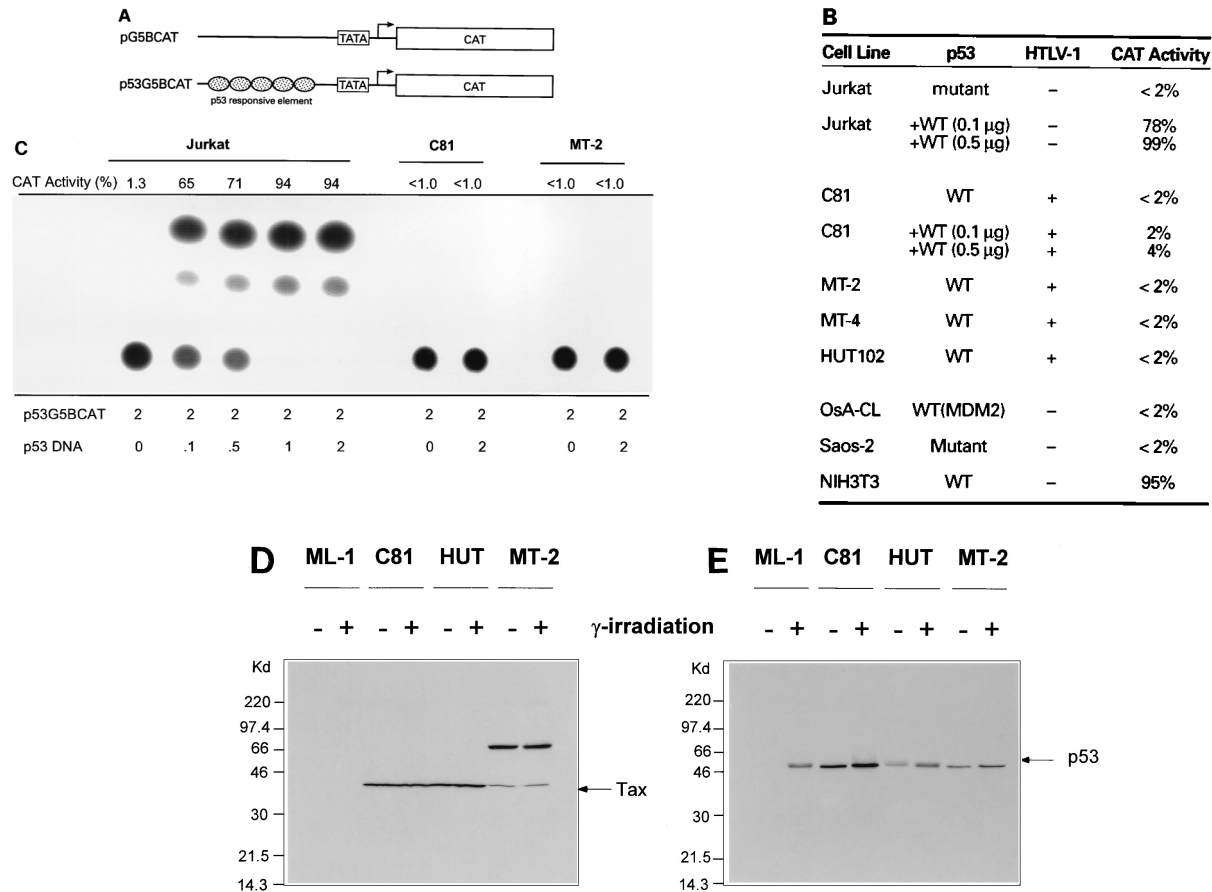 A
pG5BCAT
TATA
CAT
p53G5BCAT
TATA
CAT
p53 responsive element
B
Cell Line p53 HTLV-1 CAT Activity
Jurkat mutant – < 2%
Jurkat +WT (0.1 µg) – 78%
+WT (0.5 µg) – 99%
C81 WT + < 2%
C81 +WT (0.1 µg) + 2%
+WT (0.5 µg) + 4%
MT-2 WT + < 2%
MT-4 WT + < 2%
HUT102 WT + < 2%
OsA-CL WT(MDM2) – < 2%
Saos-2 Mutant – < 2%
NIH3T3 WT – 95%
C
Jurkat C81 MT-2
CAT Activity (%) 1.3 65 71 94 94 <1.0 <1.0 <1.0 <1.0
p53G5BCAT 2 2 2 2 2 2 2 2 2
p53 DNA 0 .1 .5 1 2 0 2 0 2
D
ML-1 C81 HUT MT-2
- + - + - + - +
γ-irradiation
Kd
220
97.4
66
46
30
21.5
14.3
Tax
E
ML-1 C81 HUT MT-2
- + - + - + - +
Kd
220
97.4
66
46
30
21.5
14.3
p53